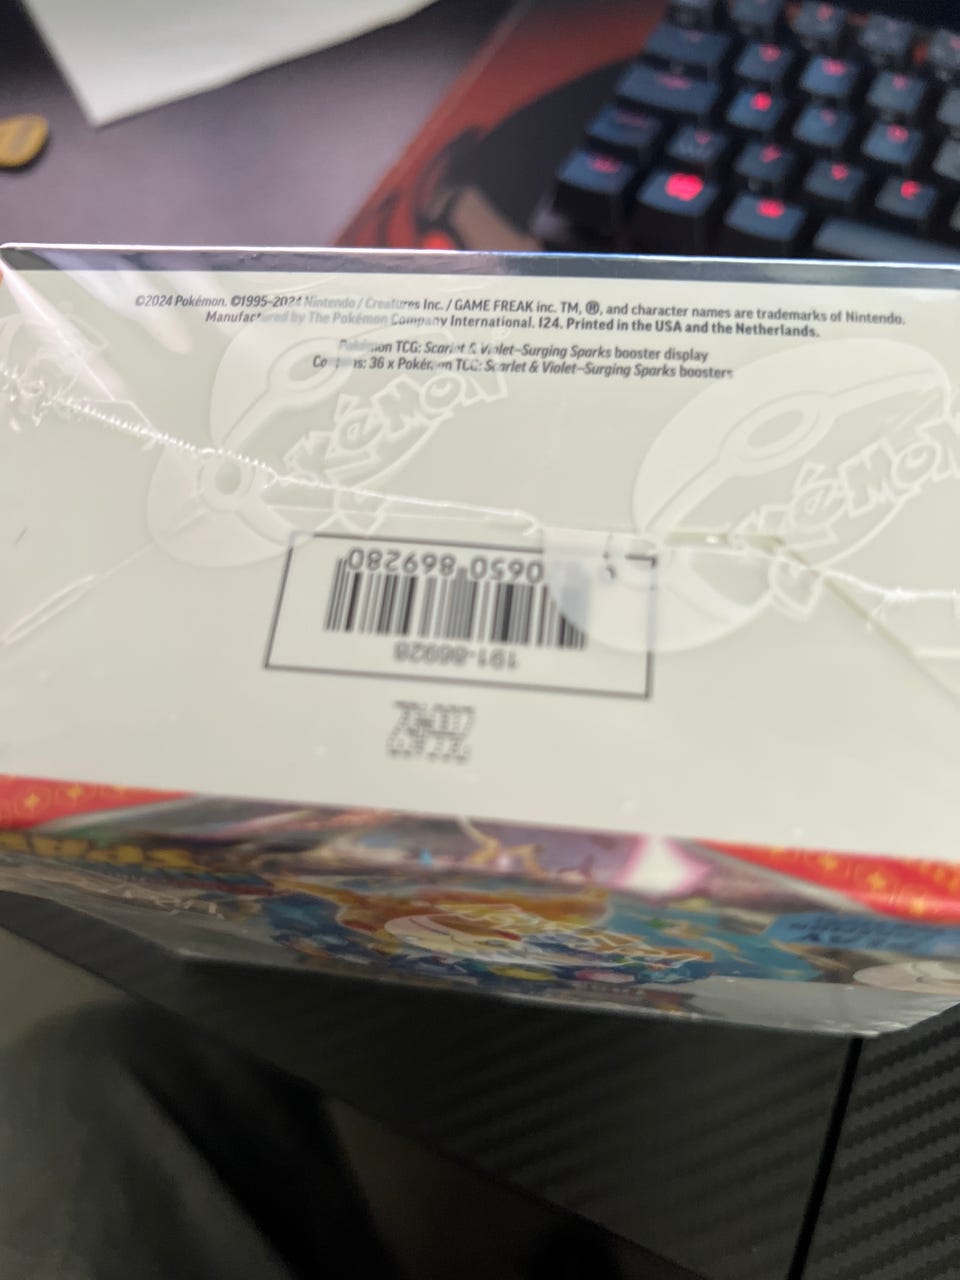 ©2024 Pokémon. ©1995–2024 Nintendo / Creatures Inc. / GAME FREAK inc. TM, ®, and character names are trademarks of Nintendo.
Manufactured by The Pokémon Company International. I24. Printed in the USA and the Netherlands.
Pokémon TCG: Scarlet & Violet–Surging Sparks booster display
Contains: 36 x Pokémon TCG: Scarlet & Violet–Surging Sparks boosters
Pokémon
Pokémon
0650 869280
191-86928